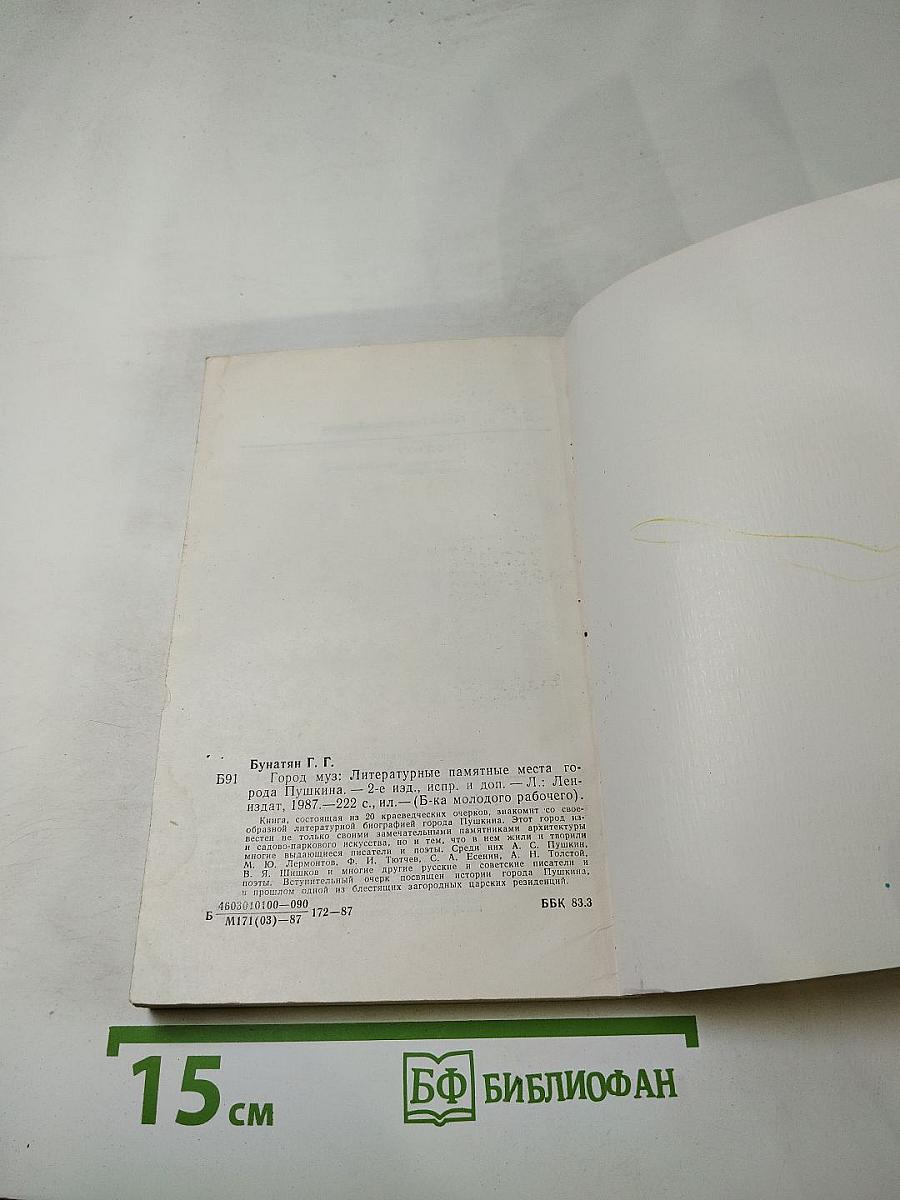 Бунатян Г. Г.
Б91 Город муз: Литературные памятные места го-
рода Пушкина. — 2-е изд., испр. и доп. — Л.: Лен-
издат, 1987.—222 с., ил.— (Б-ка молодого рабочего).
Книга, состоящая из 20 краеведческих очерков, знакомит со свое-
образной литературной биографией города Пушкина. Этот город из-
вестен не только своими замечательными памятниками архитектуры
и садово-паркового искусства, но и тем, что в нем жили и творили
многие выдающиеся писатели и поэты. Среди них А. С. Пушкин,
М. Ю. Лермонтов, Ф. И. Тютчев, С. А. Есенин, А. Н. Толстой,
В. Я. Шишков и многие другие русские и советские писатели и
поэты. Вступительный очерк посвящен истории города Пушкина,
и прошлом одной из блестящих загородных царских резиденций.
4603010100—090
Б 172—87 ББК 83.3
М171(03)—87
15 см БФ БИБЛИОФАН